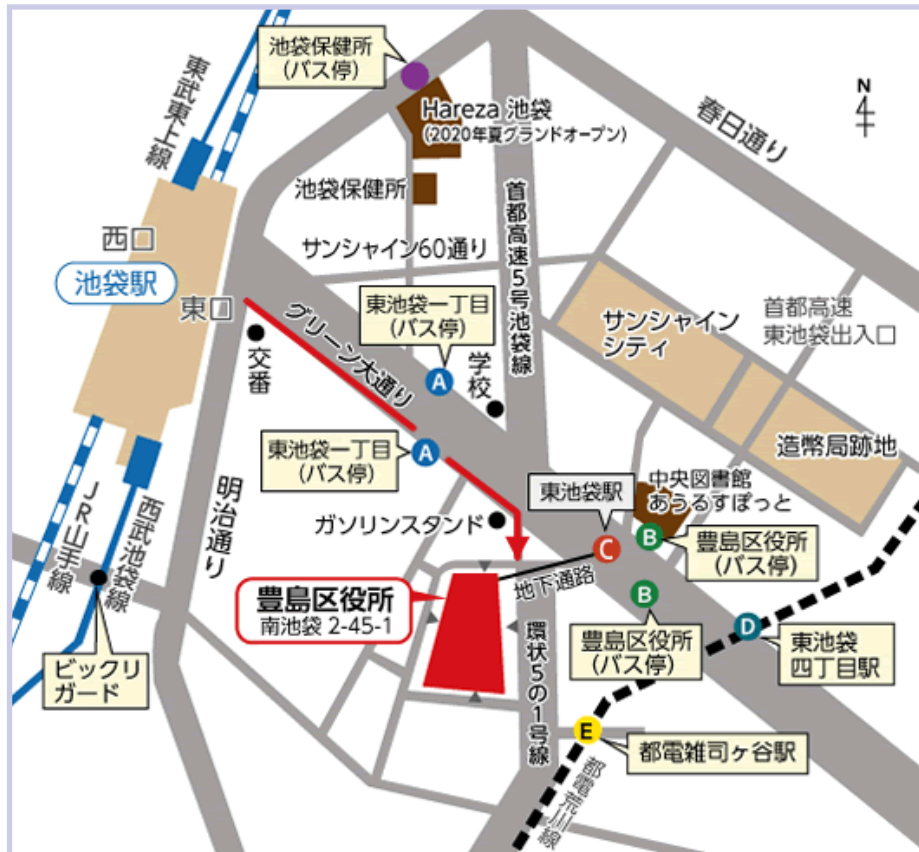 池袋保健所
(バス停)
東武東上線
Hareza 池袋
(2020年夏グランドオープン)
N
春日通り
池袋保健所
首都高速5号池袋線
西口
サンシャイン60通り
池袋駅
東口
東池袋一丁目
(バス停)
サンシャイン
シティ
首都高速
東池袋出入口
グリーン大通り
A
学校
交番
東池袋一丁目
(バス停)
A
造幣局跡地
東池袋駅
中央図書館
あうるすぽっと
明治通り
JR山手線
西武池袋線
ガソリンスタンド
C
B
豊島区役所
(バス停)
地下通路
豊島区役所
南池袋 2-45-1
B
豊島区役所
(バス停)
D
東池袋
四丁目駅
環状5の1号線
ビックリ
ガード
E
都電雑司ヶ谷駅
都電荒川線